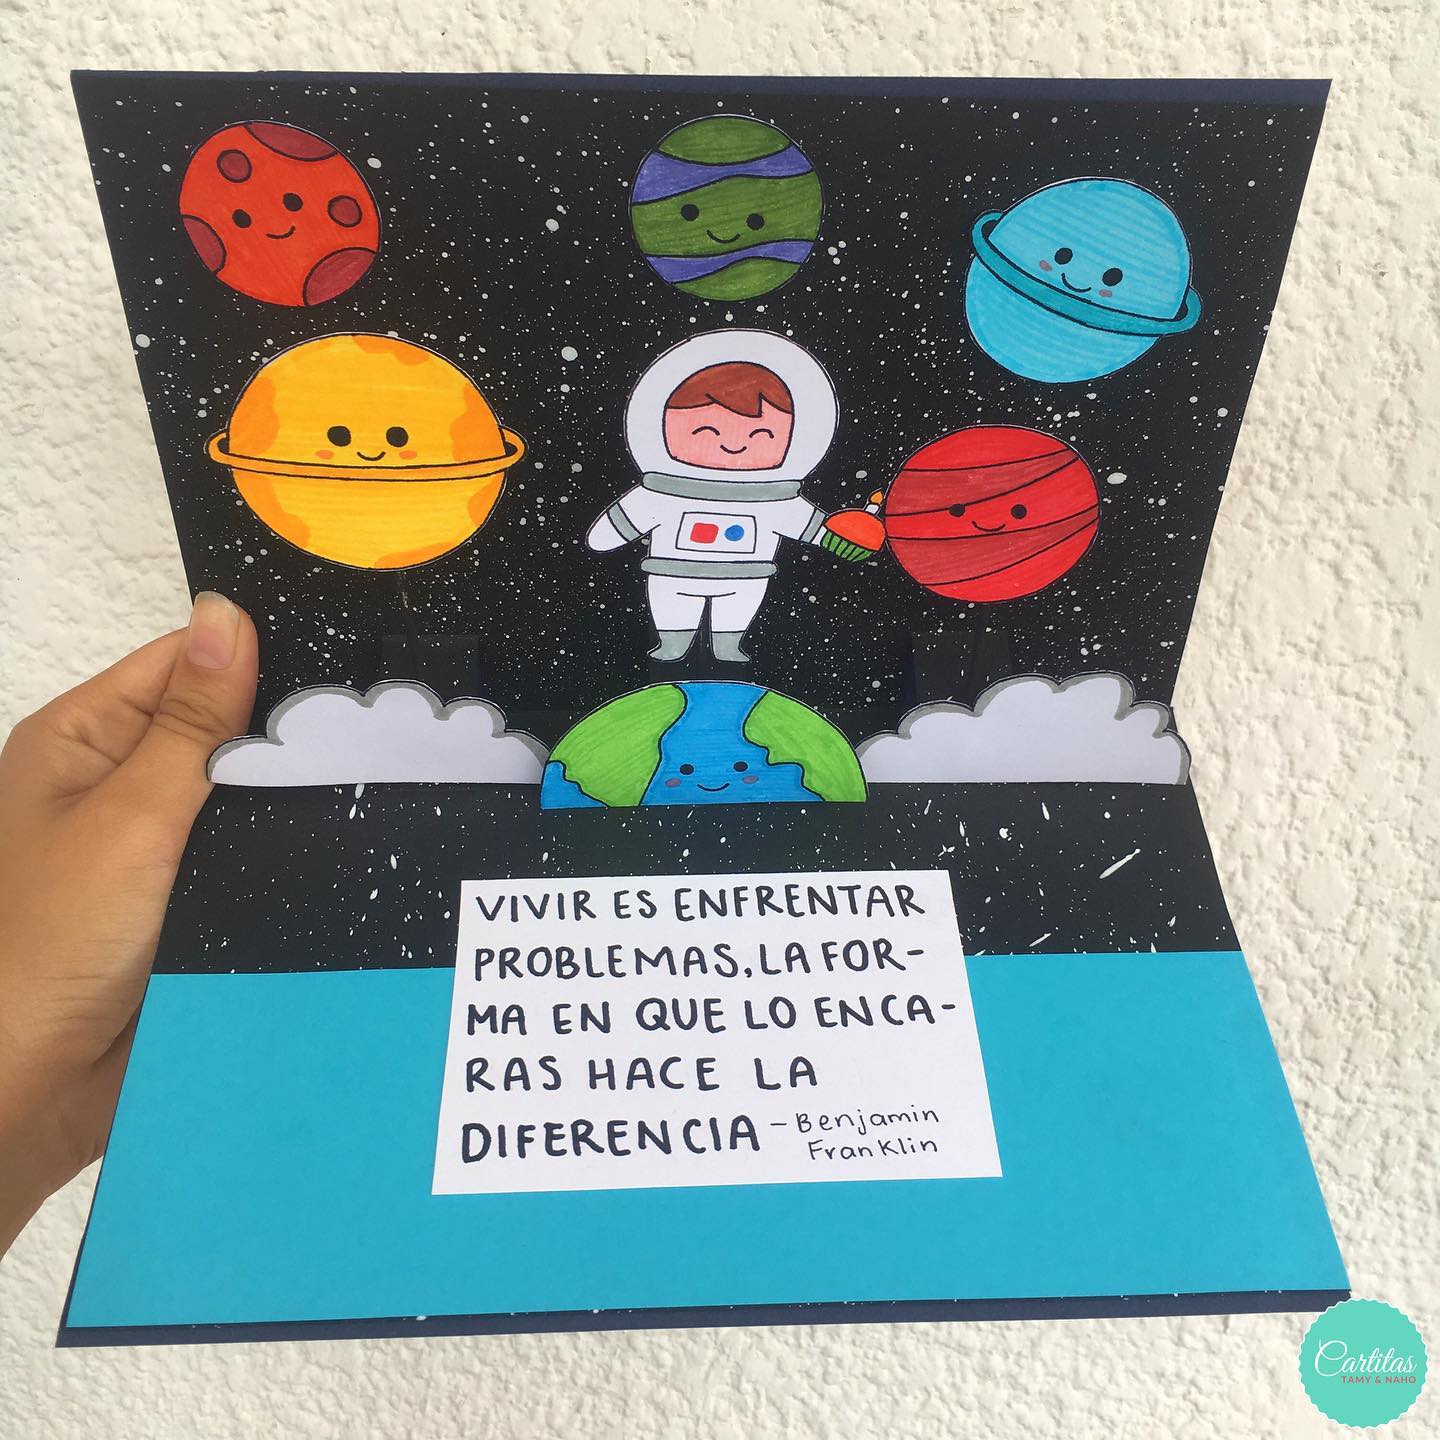 VIVIR ES ENFRENTAR
PROBLEMAS, LA FOR-
MA EN QUE LO ENCA-
RAS HACE LA
DIFERENCIA - Benjamin
Franklin
Cartitas
TAMY & NAHO